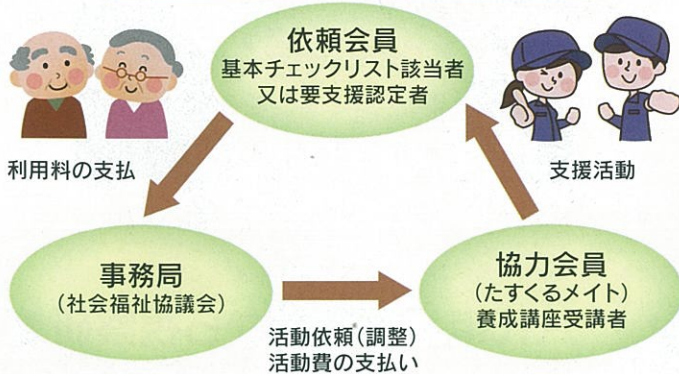 依頼会員
基本チェックリスト該当者
又は要支援認定者
利用料の支払
支援活動
事務局
(社会福祉協議会)
協力会員
(たすくるメイト)
養成講座受講者
活動依頼(調整)
活動費の支払い